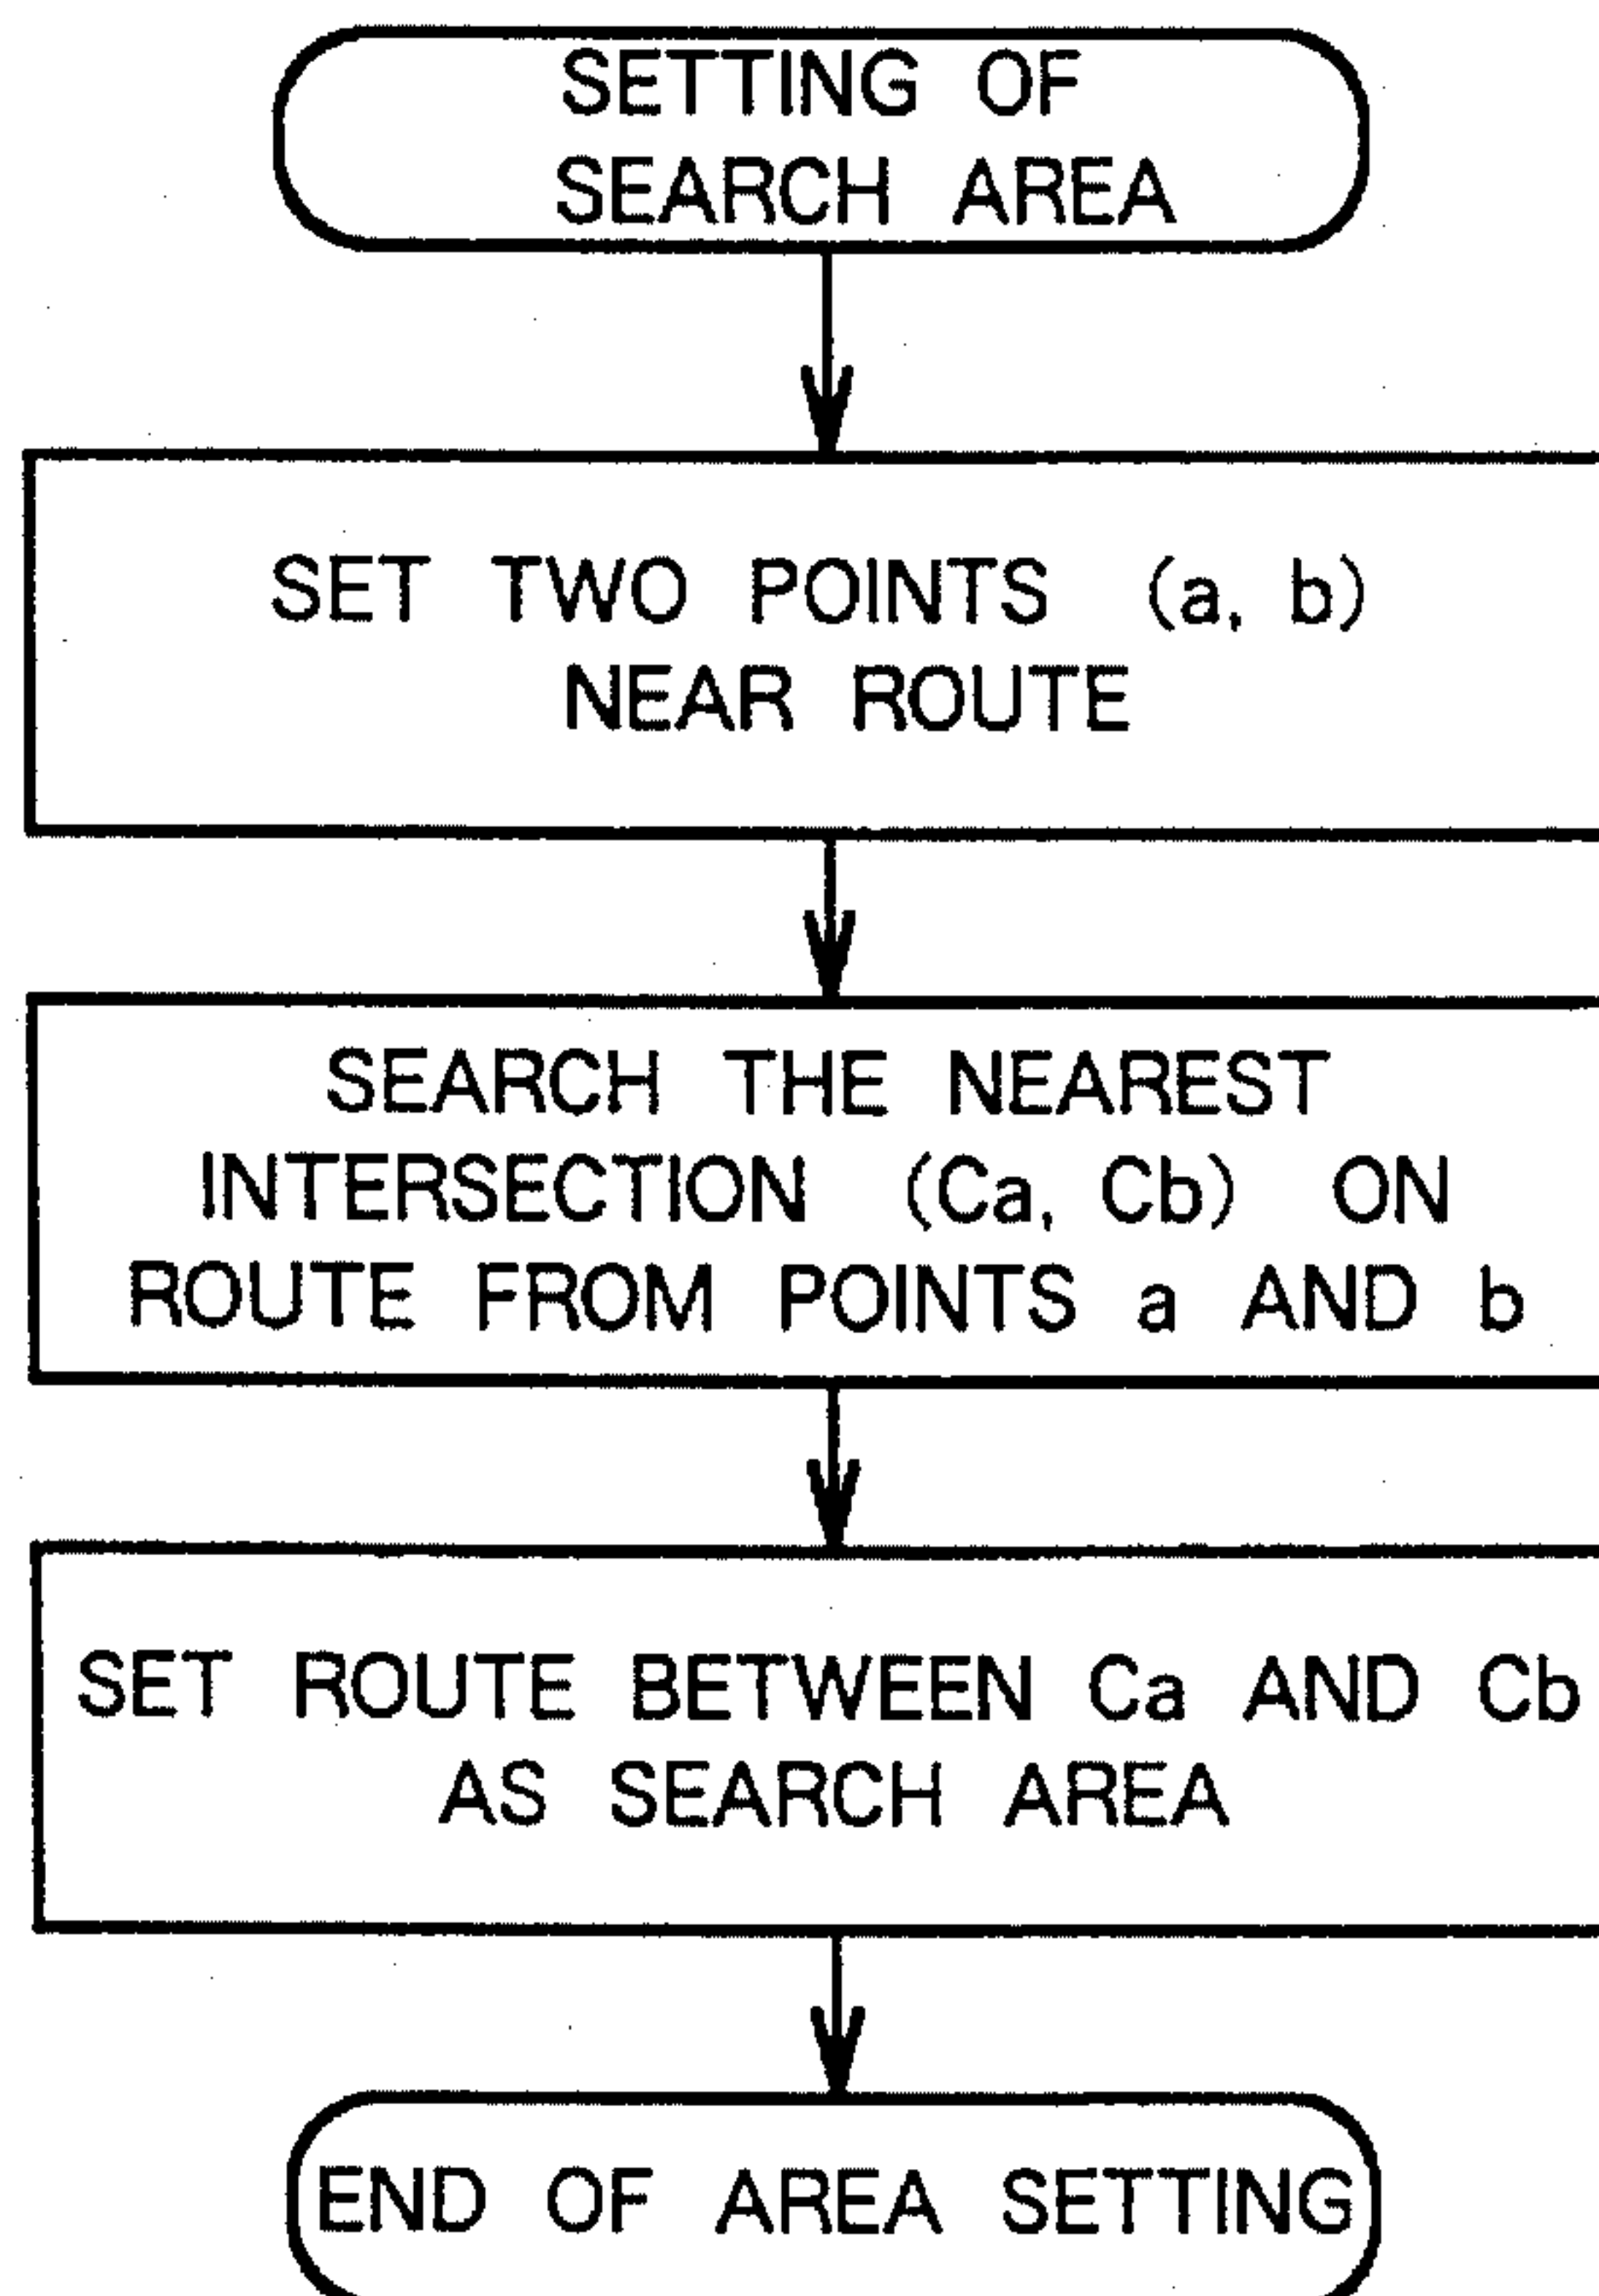 SETTING OF
SEARCH AREA
SET TWO POINTS (a, b)
NEAR ROUTE
SEARCH THE NEAREST
INTERSECTION (Ca, Cb) ON
ROUTE FROM POINTS a AND b
SET ROUTE BETWEEN Ca AND Cb
AS SEARCH AREA
END OF AREA SETTING